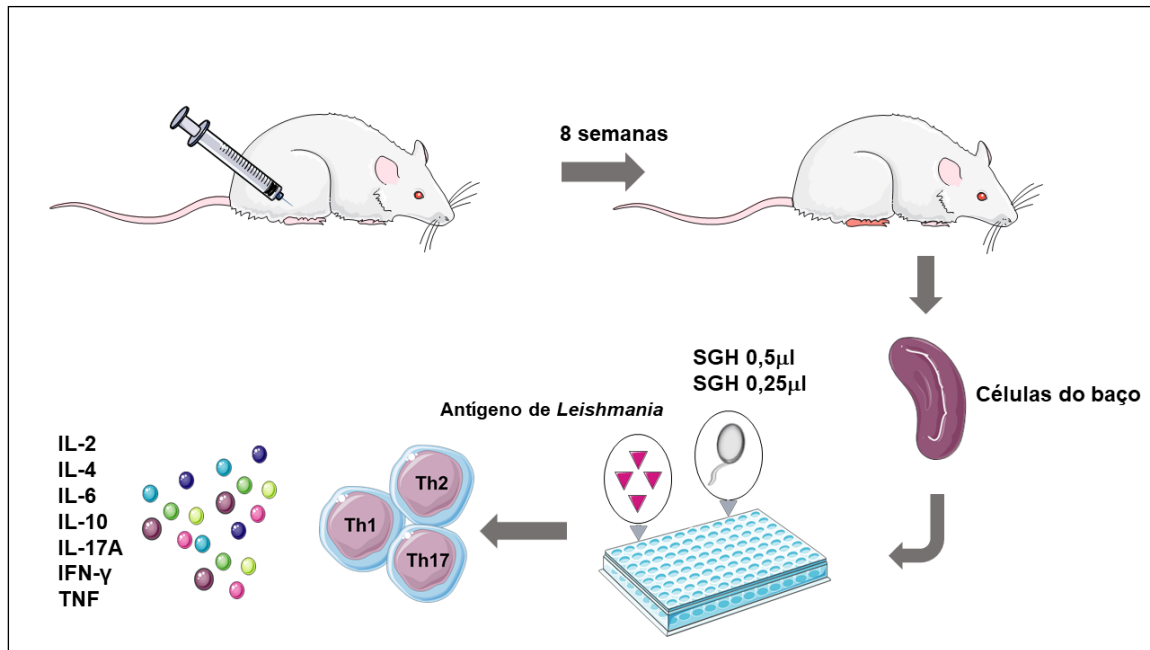 8 semanas
Células do baço
SGH 0,5μl
SGH 0,25μl
Antígeno de Leishmania
Th2
Th1
Th17
IL-2
IL-4
IL-6
IL-10
IL-17A
IFN-γ
TNF